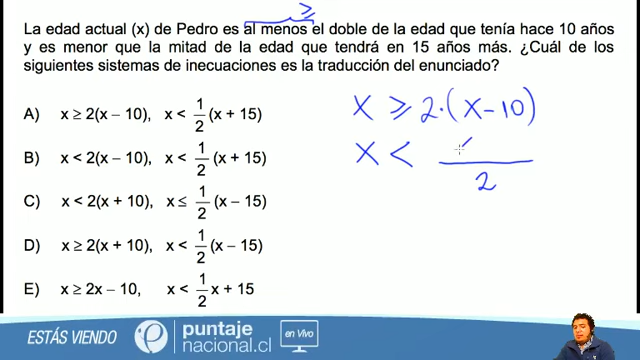 ≥
La edad actual (x) de Pedro es al menos el doble de la edad que tenía hace 10 años
y es menor que la mitad de la edad que tendrá en 15 años más. ¿Cuál de los
siguientes sistemas de inecuaciones es la traducción del enunciado?
A) x ≥ 2(x – 10), x < 1/2 (x + 15)
B) x < 2(x – 10), x < 1/2 (x + 15)
C) x < 2(x + 10), x ≤ 1/2 (x – 15)
D) x ≥ 2(x + 10), x < 1/2 (x – 15)
E) x ≥ 2x – 10, x < 1/2 x + 15
x ≥ 2·(x-10)
x < /2
ESTÁS VIENDO
puntaje
nacional.cl
en Vivo